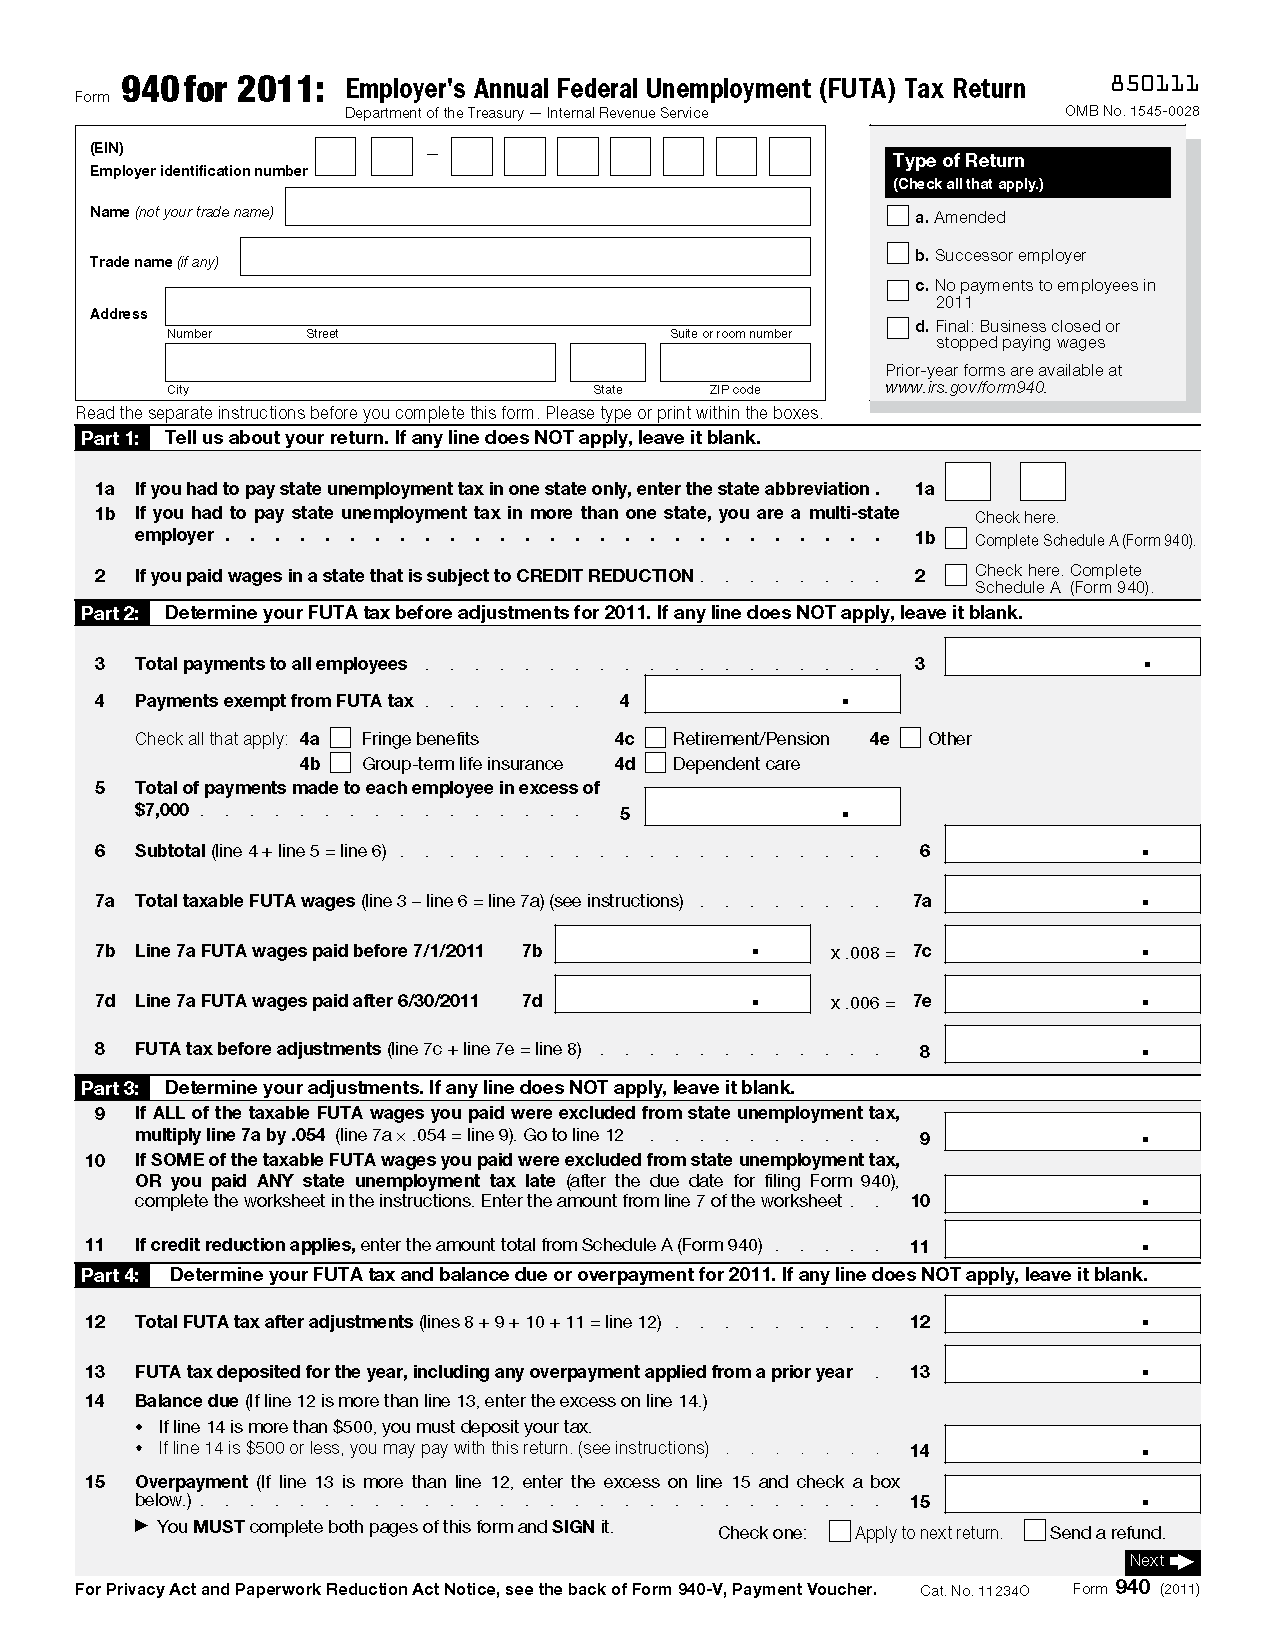 Form 940 for 2011: Employer's Annual Federal Unemployment (FUTA) Tax Return 850111
Department of the Treasury — Internal Revenue Service OMB No. 1545-0028
(EIN)
Employer identification number –
Name (not your trade name)
Trade name (if any)
Address
Number Street Suite or room number
City State ZIP code
Type of Return
(Check all that apply.)
a. Amended
b. Successor employer
c. No payments to employees in
2011
d. Final: Business closed or
stopped paying wages
Prior-year forms are available at
www.irs.gov/form940.
Read the separate instructions before you complete this form. Please type or print within the boxes.
Part 1: Tell us about your return. If any line does NOT apply, leave it blank.
1a If you had to pay state unemployment tax in one state only, enter the state abbreviation . 1a
1b If you had to pay state unemployment tax in more than one state, you are a multi-state
employer . . . . . . . . . . . . . . . . . . . . . . . . . . . 1b Check here.
Complete Schedule A (Form 940).
2 If you paid wages in a state that is subject to CREDIT REDUCTION . . . . . . . . 2 Check here. Complete
Schedule A (Form 940).
Part 2: Determine your FUTA tax before adjustments for 2011. If any line does NOT apply, leave it blank.
3 Total payments to all employees . . . . . . . . . . . . . . . . . . . 3 .
4 Payments exempt from FUTA tax . . . . . . . 4 .
Check all that apply: 4a Fringe benefits 4c Retirement/Pension 4e Other
4b Group-term life insurance 4d Dependent care
5 Total of payments made to each employee in excess of
$7,000 . . . . . . . . . . . . . . . . 5 .
6 Subtotal (line 4 + line 5 = line 6) . . . . . . . . . . . . . . . . . . . . 6 .
7a Total taxable FUTA wages (line 3 – line 6 = line 7a) (see instructions) . . . . . . . . 7a .
7b Line 7a FUTA wages paid before 7/1/2011 7b . x .008 = 7c .
7d Line 7a FUTA wages paid after 6/30/2011 7d . x .006 = 7e .
8 FUTA tax before adjustments (line 7c + line 7e = line 8) . . . . . . . . . . . . 8 .
Part 3: Determine your adjustments. If any line does NOT apply, leave it blank.
9 If ALL of the taxable FUTA wages you paid were excluded from state unemployment tax,
multiply line 7a by .054 (line 7a × .054 = line 9). Go to line 12 . . . . . . . . . . 9 .
10 If SOME of the taxable FUTA wages you paid were excluded from state unemployment tax,
OR you paid ANY state unemployment tax late (after the due date for filing Form 940),
complete the worksheet in the instructions. Enter the amount from line 7 of the worksheet . . 10 .
11 If credit reduction applies, enter the amount total from Schedule A (Form 940) . . . . . 11 .
Part 4: Determine your FUTA tax and balance due or overpayment for 2011. If any line does NOT apply, leave it blank.
12 Total FUTA tax after adjustments (lines 8 + 9 + 10 + 11 = line 12) . . . . . . . . . 12 .
13 FUTA tax deposited for the year, including any overpayment applied from a prior year . 13 .
14 Balance due (If line 12 is more than line 13, enter the excess on line 14.)
• If line 14 is more than $500, you must deposit your tax.
• If line 14 is $500 or less, you may pay with this return. (see instructions) . . . . . . . 14 .
15 Overpayment (If line 13 is more than line 12, enter the excess on line 15 and check a box
below.) . . . . . . . . . . . . . . . . . . . . . . . . . . . . 15 .
▶ You MUST complete both pages of this form and SIGN it. Check one: Apply to next return. Send a refund.
Next
For Privacy Act and Paperwork Reduction Act Notice, see the back of Form 940-V, Payment Voucher. Cat. No. 11234O Form 940 (2011)